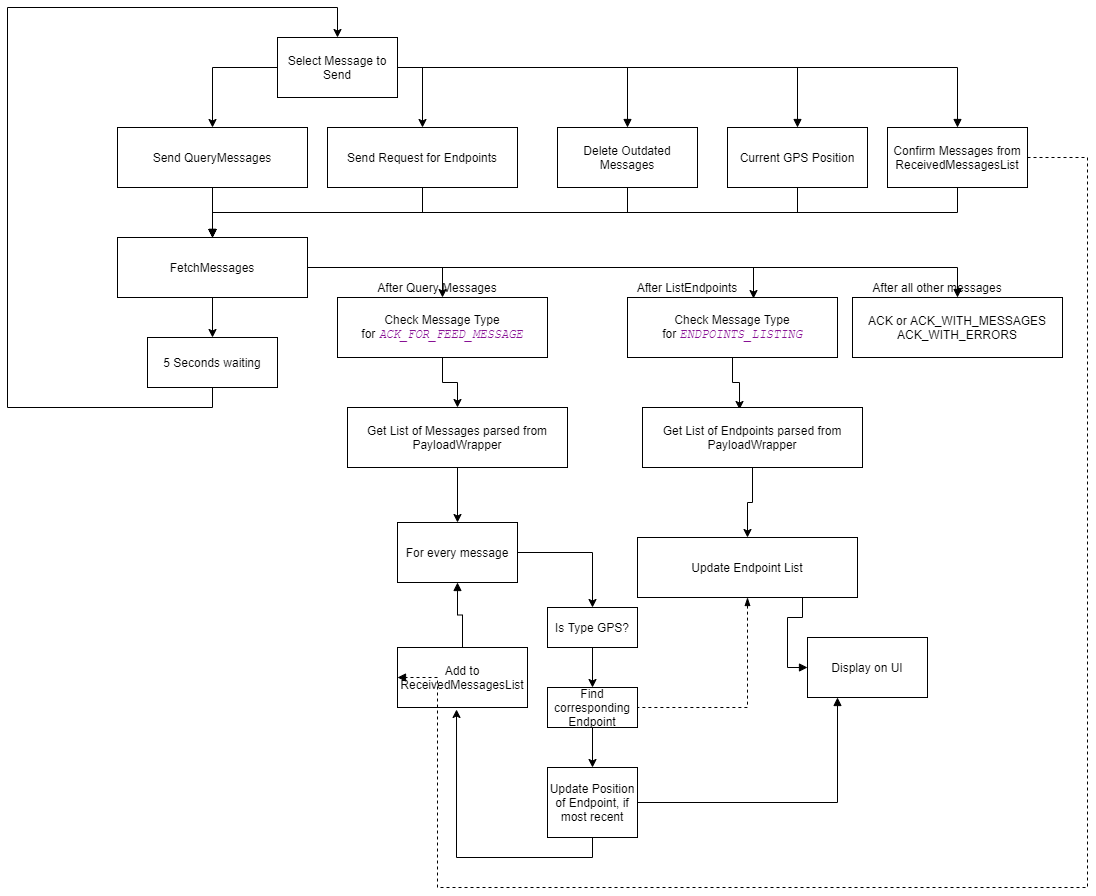 Select Message to
Send
Send QueryMessages
Send Request for Endpoints
Delete Outdated
Messages
Current GPS Position
Confirm Messages from
ReceivedMessagesList
FetchMessages
After Query Messages
After ListEndpoints
After all other messages
Check Message Type
for ACK_FOR_FEED_MESSAGE
Check Message Type
for ENDPOINTS_LISTING
ACK or ACK_WITH_MESSAGES
ACK_WITH_ERRORS
5 Seconds waiting
Get List of Messages parsed from
PayloadWrapper
Get List of Endpoints parsed from
PayloadWrapper
For every message
Update Endpoint List
Is Type GPS?
Add to
ReceivedMessagesList
Display on UI
Find
corresponding
Endpoint
Update Position
of Endpoint, if
most recent